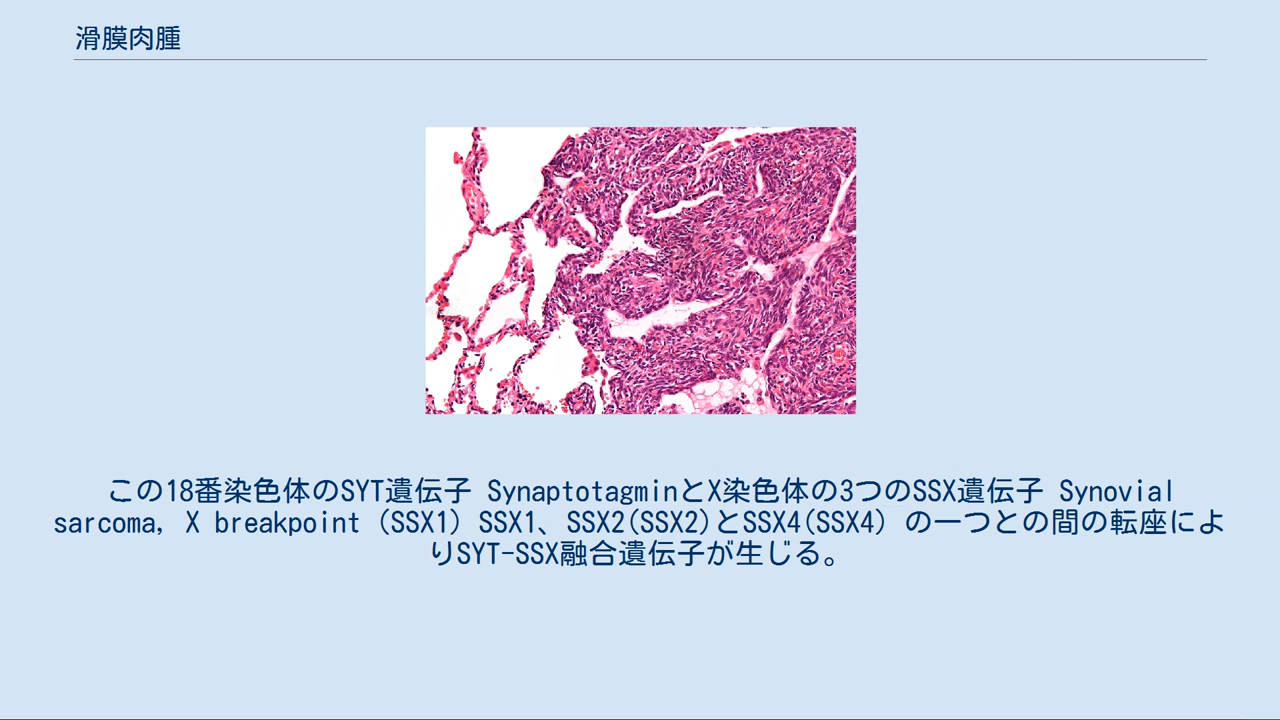 滑膜肉腫
この18番染色体のSYT遺伝子 SynaptotagminとX染色体の3つのSSX遺伝子 Synovial
sarcoma, X breakpoint (SSX1) SSX1、SSX2(SSX2)とSSX4(SSX4) の一つとの間の転座によ
りSYT-SSX融合遺伝子が生じる。